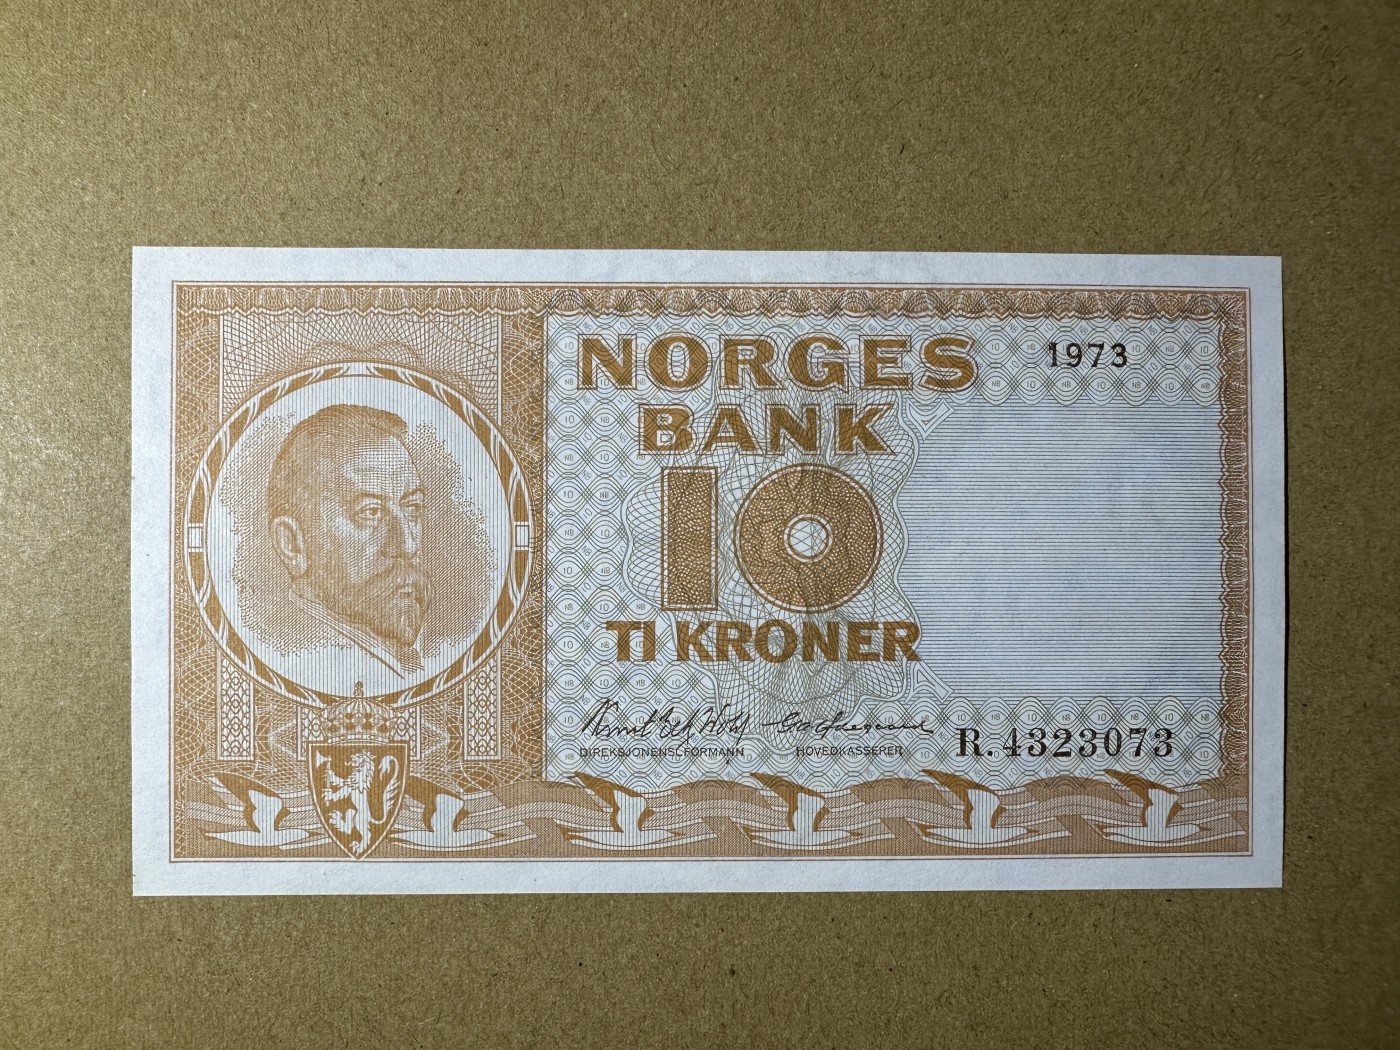 NORGES
1973
BANK
10
TI KRONER
DIREKSJONENS FORMANN
HOVEDKASSERER
R. 4323073